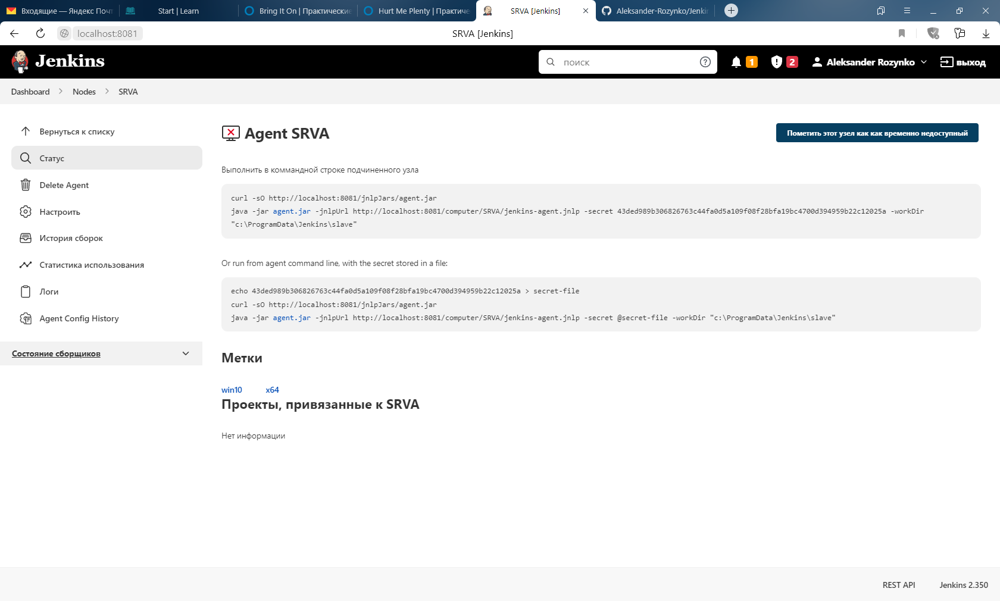 Входящие — Яндекс Почт
Start | Learn
Bring It On | Практические
Hurt Me Plenty | Практиче
SRVA [Jenkins]
Aleksander-Rozynko/Jenkin
localhost:8081
SRVA [Jenkins]
Jenkins
поиск
1
2
Aleksander Rozynko
выход
Dashboard
Nodes
SRVA
Вернуться к списку
Статус
Delete Agent
Настроить
История сборок
Статистика использования
Логи
Agent Config History
Состояние сборщиков
Agent SRVA
Пометить этот узел как как временно недоступный
Выполнить в коммандной строке подчиненного узла
curl -sO http://localhost:8081/jnlpJars/agent.jar
java -jar agent.jar -jnlpUrl http://localhost:8081/computer/SRVA/jenkins-agent.jnlp -secret 43ded989b306826763c44fa0d5a109f08f28bfa19bc4700d394959b22c12025a -workDir
"c:\ProgramData\Jenkins\slave"
Or run from agent command line, with the secret stored in a file:
echo 43ded989b306826763c44fa0d5a109f08f28bfa19bc4700d394959b22c12025a > secret-file
curl -sO http://localhost:8081/jnlpJars/agent.jar
java -jar agent.jar -jnlpUrl http://localhost:8081/computer/SRVA/jenkins-agent.jnlp -secret @secret-file -workDir "c:\ProgramData\Jenkins\slave"
Метки
win10 x64
Проекты, привязанные к SRVA
Нет информации
REST API
Jenkins 2.350